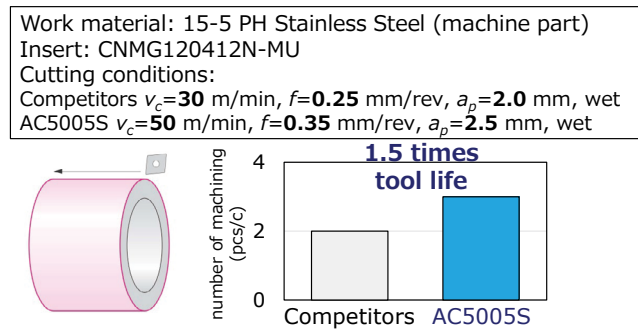 Work material: 15-5 PH Stainless Steel (machine part)
Insert: CNMG120412N-MU
Cutting conditions:
Competitors vc=30 m/min, f=0.25 mm/rev, ap=2.0 mm, wet
AC5005S vc=50 m/min, f=0.35 mm/rev, ap=2.5 mm, wet
1.5 times
tool life
number of machining
(pcs/c)
4
2
0
Competitors
AC5005S